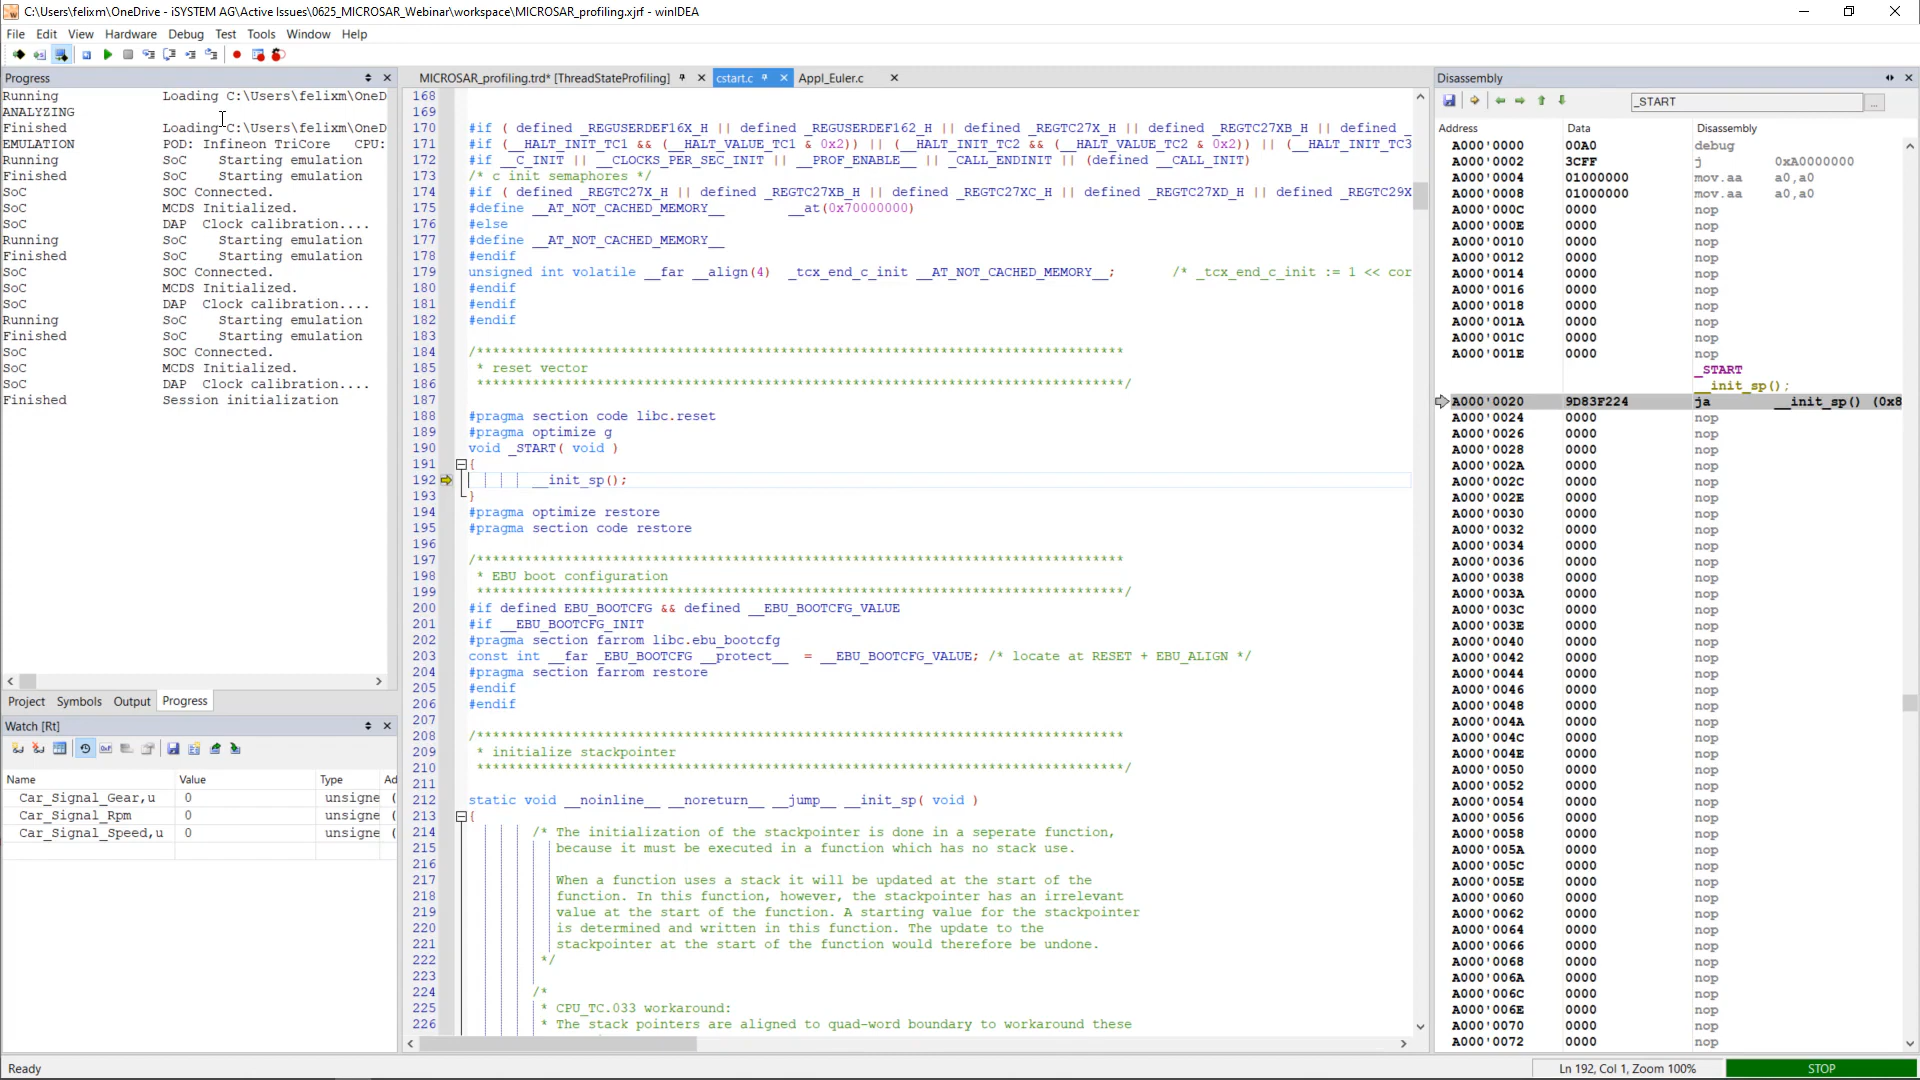 C:\Users\felixm\OneDrive - iSYSTEM AG\Active Issues\0625_MICROSAR_Webinar\workspace\MICROSAR_profiling.xjrf - winIDEA
File Edit View Hardware Debug Test Tools Window Help
Progress
Running Loading C:\Users\felixm\OneD
ANALYZING
Finished Loading C:\Users\felixm\OneD
EMULATION POD: Infineon TriCore CPU:
Running SoC Starting emulation
Finished SoC Starting emulation
SoC SOC Connected.
SoC MCDS Initialized.
SoC DAP Clock calibration....
Running SoC Starting emulation
Finished SoC Starting emulation
SoC SOC Connected.
SoC MCDS Initialized.
SoC DAP Clock calibration....
Running SoC Starting emulation
Finished SoC Starting emulation
SoC SOC Connected.
SoC MCDS Initialized.
SoC DAP Clock calibration....
Finished Session initialization
Project Symbols Output Progress
Watch [Rt]
Name Value Type Ad
Car_Signal_Gear,u 0 unsigne (
Car_Signal_Rpm 0 unsigne (
Car_Signal_Speed,u 0 unsigne (
MICROSAR_profiling.trd* [ThreadStateProfiling] cstart.c Appl_Euler.c
168
169
170 #if ( defined _REGUSERDEF16X_H || defined _REGUSERDEF162_H || defined _REGTC27X_H || defined _REGTC27XB_H || defined _
171 #if (__HALT_INIT_TC1 && (__HALT_VALUE_TC1 & 0x2)) || (__HALT_INIT_TC2 && (__HALT_VALUE_TC2 & 0x2)) || (__HALT_INIT_TC3
172 #if __C_INIT || __CLOCKS_PER_SEC_INIT || __PROF_ENABLE__ || _CALL_ENDINIT || (defined __CALL_INIT)
173 /* c init semaphores */
174 #if ( defined _REGTC27X_H || defined _REGTC27XB_H || defined _REGTC27XC_H || defined _REGTC27XD_H || defined _REGTC29X
175 #define __AT_NOT_CACHED_MEMORY__ __at(0x70000000)
176 #else
177 #define __AT_NOT_CACHED_MEMORY__
178 #endif
179 unsigned int volatile __far __align(4) _tcx_end_c_init __AT_NOT_CACHED_MEMORY__; /* _tcx_end_c_init := 1 << cor
180 #endif
181 #endif
182 #endif
183
184 /**********************************************************************************
185 * reset vector
186 **********************************************************************************/
187
188 #pragma section code libc.reset
189 #pragma optimize g
190 void _START( void )
191 {
192 __init_sp();
193 }
194 #pragma optimize restore
195 #pragma section code restore
196
197 /**********************************************************************************
198 * EBU boot configuration
199 **********************************************************************************/
200 #if defined EBU_BOOTCFG && defined __EBU_BOOTCFG_VALUE
201 #if __EBU_BOOTCFG_INIT
202 #pragma section farrom libc.ebu_bootcfg
203 const int __far _EBU_BOOTCFG __protect__ = __EBU_BOOTCFG_VALUE; /* locate at RESET + EBU_ALIGN */
204 #pragma section farrom restore
205 #endif
206 #endif
207
208 /**********************************************************************************
209 * initialize stackpointer
210 **********************************************************************************/
211
212 static void __noinline__ __noreturn__ __jump__ __init_sp( void )
213 {
214 /* The initialization of the stackpointer is done in a seperate function,
215 because it must be executed in a function which has no stack use.
216
217 When a function uses a stack it will be updated at the start of the
218 function. In this function, however, the stackpointer has an irrelevant
219 value at the start of the function. A starting value for the stackpointer
220 is determined and written in this function. The update to the
221 stackpointer at the start of the function would therefore be undone.
222 */
223
224 /*
225 * CPU_TC.033 workaround:
226 * The stack pointers are aligned to quad-word boundary to workaround these
Disassembly
_START ...
Address Data Disassembly
A000'0000 00A0 debug
A000'0002 3CFF j 0xA0000000
A000'0004 01000000 mov.aa a0,a0
A000'0008 01000000 mov.aa a0,a0
A000'000C 0000 nop
A000'000E 0000 nop
A000'0010 0000 nop
A000'0012 0000 nop
A000'0014 0000 nop
A000'0016 0000 nop
A000'0018 0000 nop
A000'001A 0000 nop
A000'001C 0000 nop
A000'001E 0000 nop
_START
__init_sp();
A000'0020 9D83F224 ja __init_sp() (0x8
A000'0024 0000 nop
A000'0026 0000 nop
A000'0028 0000 nop
A000'002A 0000 nop
A000'002C 0000 nop
A000'002E 0000 nop
A000'0030 0000 nop
A000'0032 0000 nop
A000'0034 0000 nop
A000'0036 0000 nop
A000'0038 0000 nop
A000'003A 0000 nop
A000'003C 0000 nop
A000'003E 0000 nop
A000'0040 0000 nop
A000'0042 0000 nop
A000'0044 0000 nop
A000'0046 0000 nop
A000'0048 0000 nop
A000'004A 0000 nop
A000'004C 0000 nop
A000'004E 0000 nop
A000'0050 0000 nop
A000'0052 0000 nop
A000'0054 0000 nop
A000'0056 0000 nop
A000'0058 0000 nop
A000'005A 0000 nop
A000'005C 0000 nop
A000'005E 0000 nop
A000'0060 0000 nop
A000'0062 0000 nop
A000'0064 0000 nop
A000'0066 0000 nop
A000'0068 0000 nop
A000'006A 0000 nop
A000'006C 0000 nop
A000'006E 0000 nop
A000'0070 0000 nop
A000'0072 0000 nop
Ready Ln 192, Col 1, Zoom 100% STOP